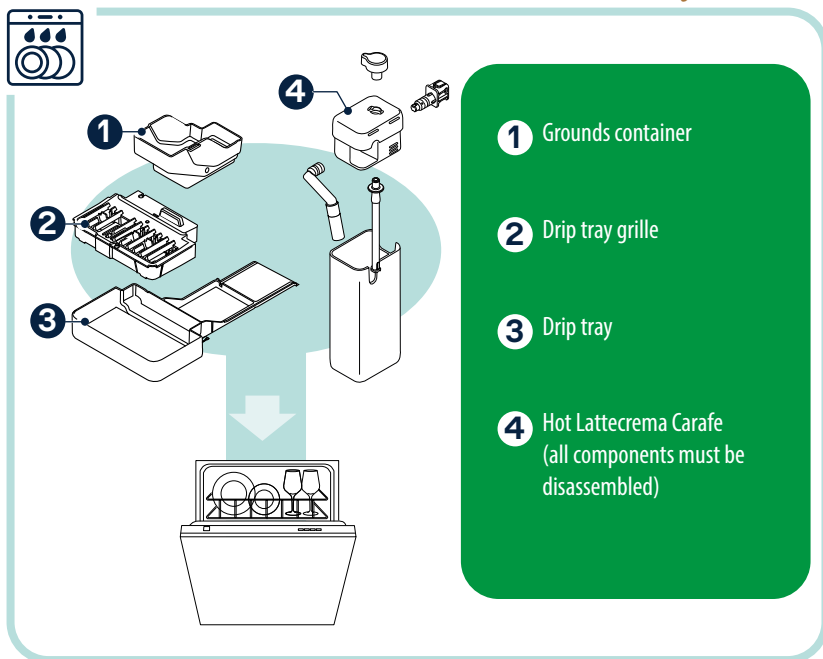 4
1
2
3
1 Grounds container
2 Drip tray grille
3 Drip tray
4 Hot Lattecrema Carafe
(all components must be
disassembled)